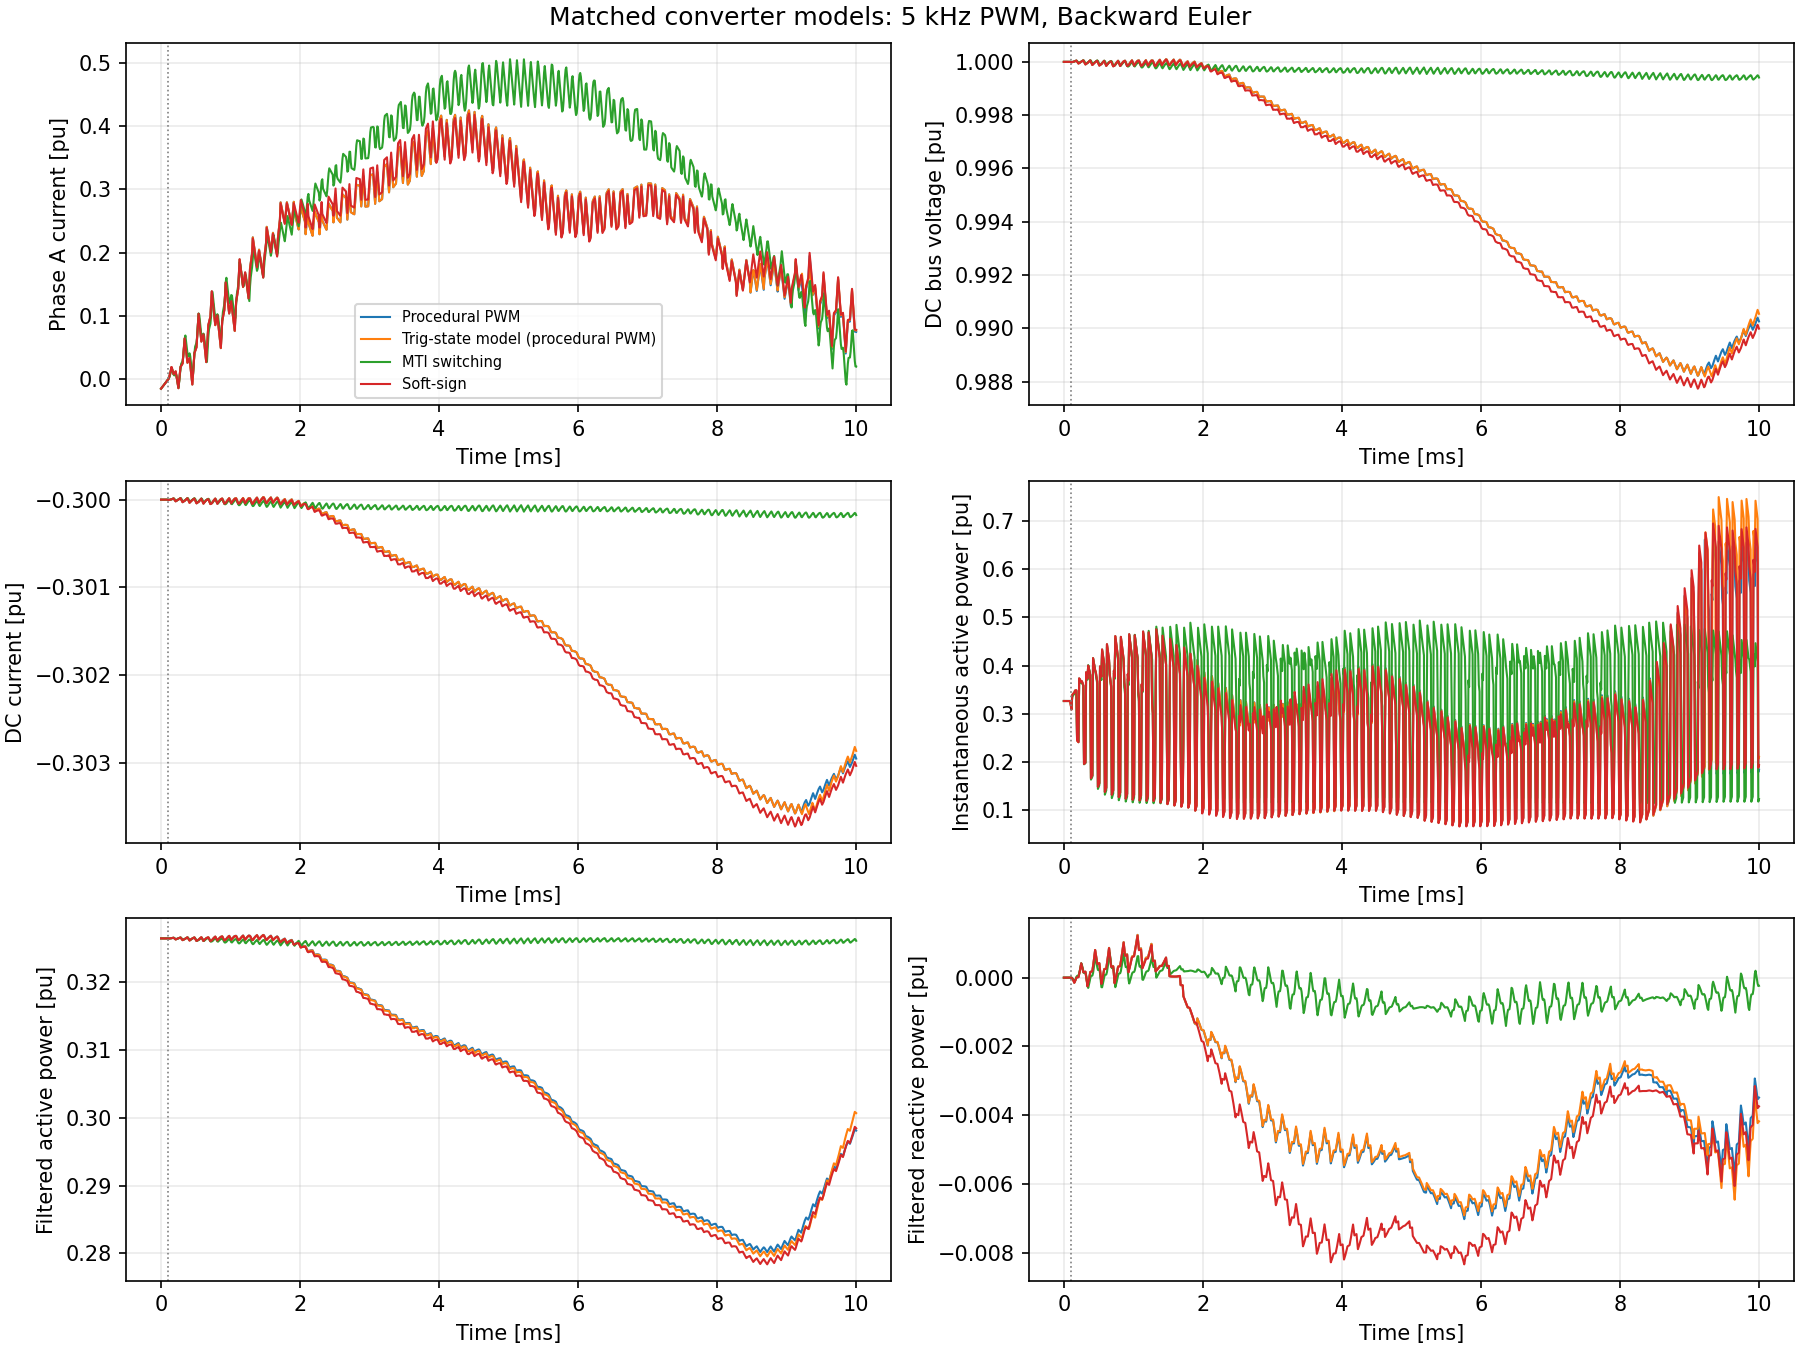 Matched converter models: 5 kHz PWM, Backward Euler
Phase A current [pu]
0.5
0.4
0.3
0.2
0.1
0.0
Procedural PWM
Trig-state model (procedural PWM)
MTI switching
Soft-sign
0 2 4 6 8 10
Time [ms]
DC bus voltage [pu]
1.000
0.998
0.996
0.994
0.992
0.990
0.988
0 2 4 6 8 10
Time [ms]
DC current [pu]
−0.300
−0.301
−0.302
−0.303
0 2 4 6 8 10
Time [ms]
Instantaneous active power [pu]
0.7
0.6
0.5
0.4
0.3
0.2
0.1
0 2 4 6 8 10
Time [ms]
Filtered active power [pu]
0.32
0.31
0.30
0.29
0.28
0 2 4 6 8 10
Time [ms]
Filtered reactive power [pu]
0.000
−0.002
−0.004
−0.006
−0.008
0 2 4 6 8 10
Time [ms]